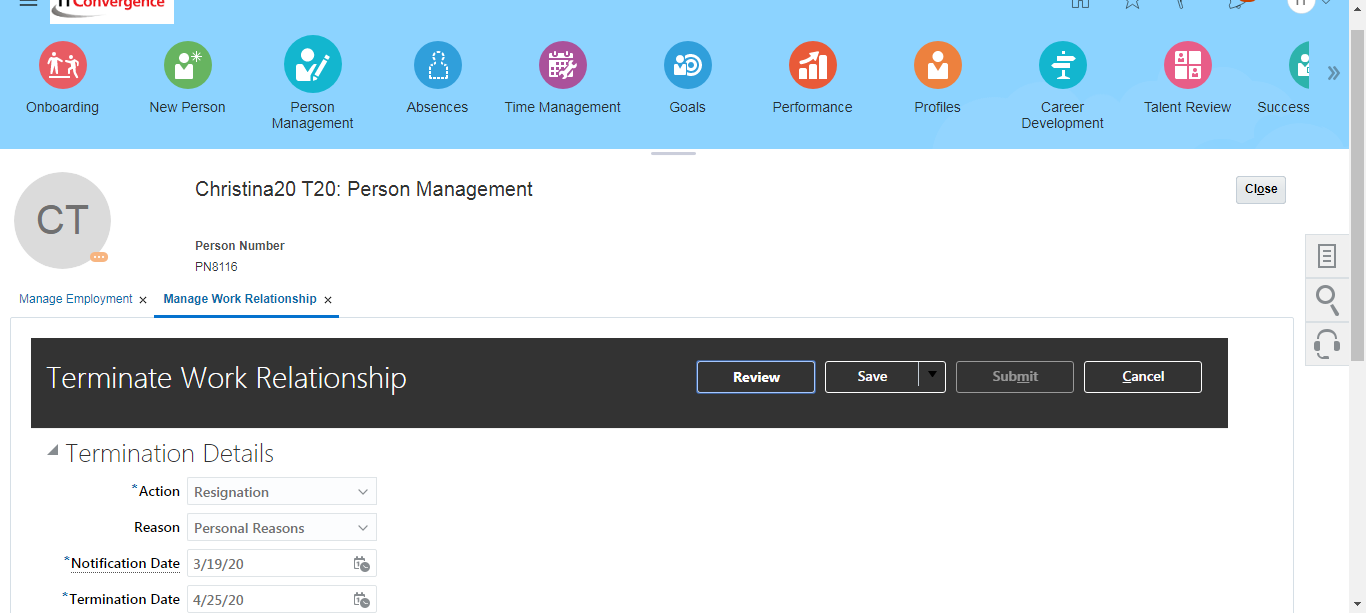 ITConvergence
IT
Onboarding
New Person
Person
Management
Absences
Time Management
Goals
Performance
Profiles
Career
Development
Talent Review
Success
CT
Christina20 T20: Person Management
Close
Person Number
PN8116
Manage Employment
Manage Work Relationship
Terminate Work Relationship
Review
Save
Submit
Cancel
Termination Details
*Action
Resignation
Reason
Personal Reasons
*Notification Date
3/19/20
*Termination Date
4/25/20